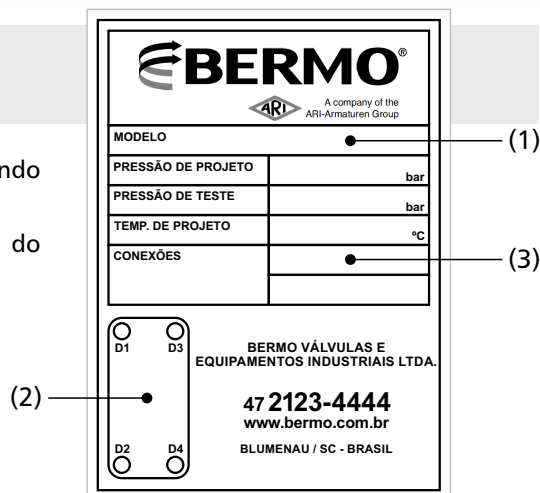 BERMO®
ARI
A company of the
ARI-Armaturen Group
MODELO
(1)
PRESSÃO DE PROJETO bar
PRESSÃO DE TESTE bar
TEMP. DE PROJETO ºC
CONEXÕES
(3)
do
D1 D3
D2 D4
(2)
BERMO VÁLVULAS E
EQUIPAMENTOS INDUSTRIAIS LTDA.
47 2123-4444
www.bermo.com.br
BLUMENAU / SC - BRASIL